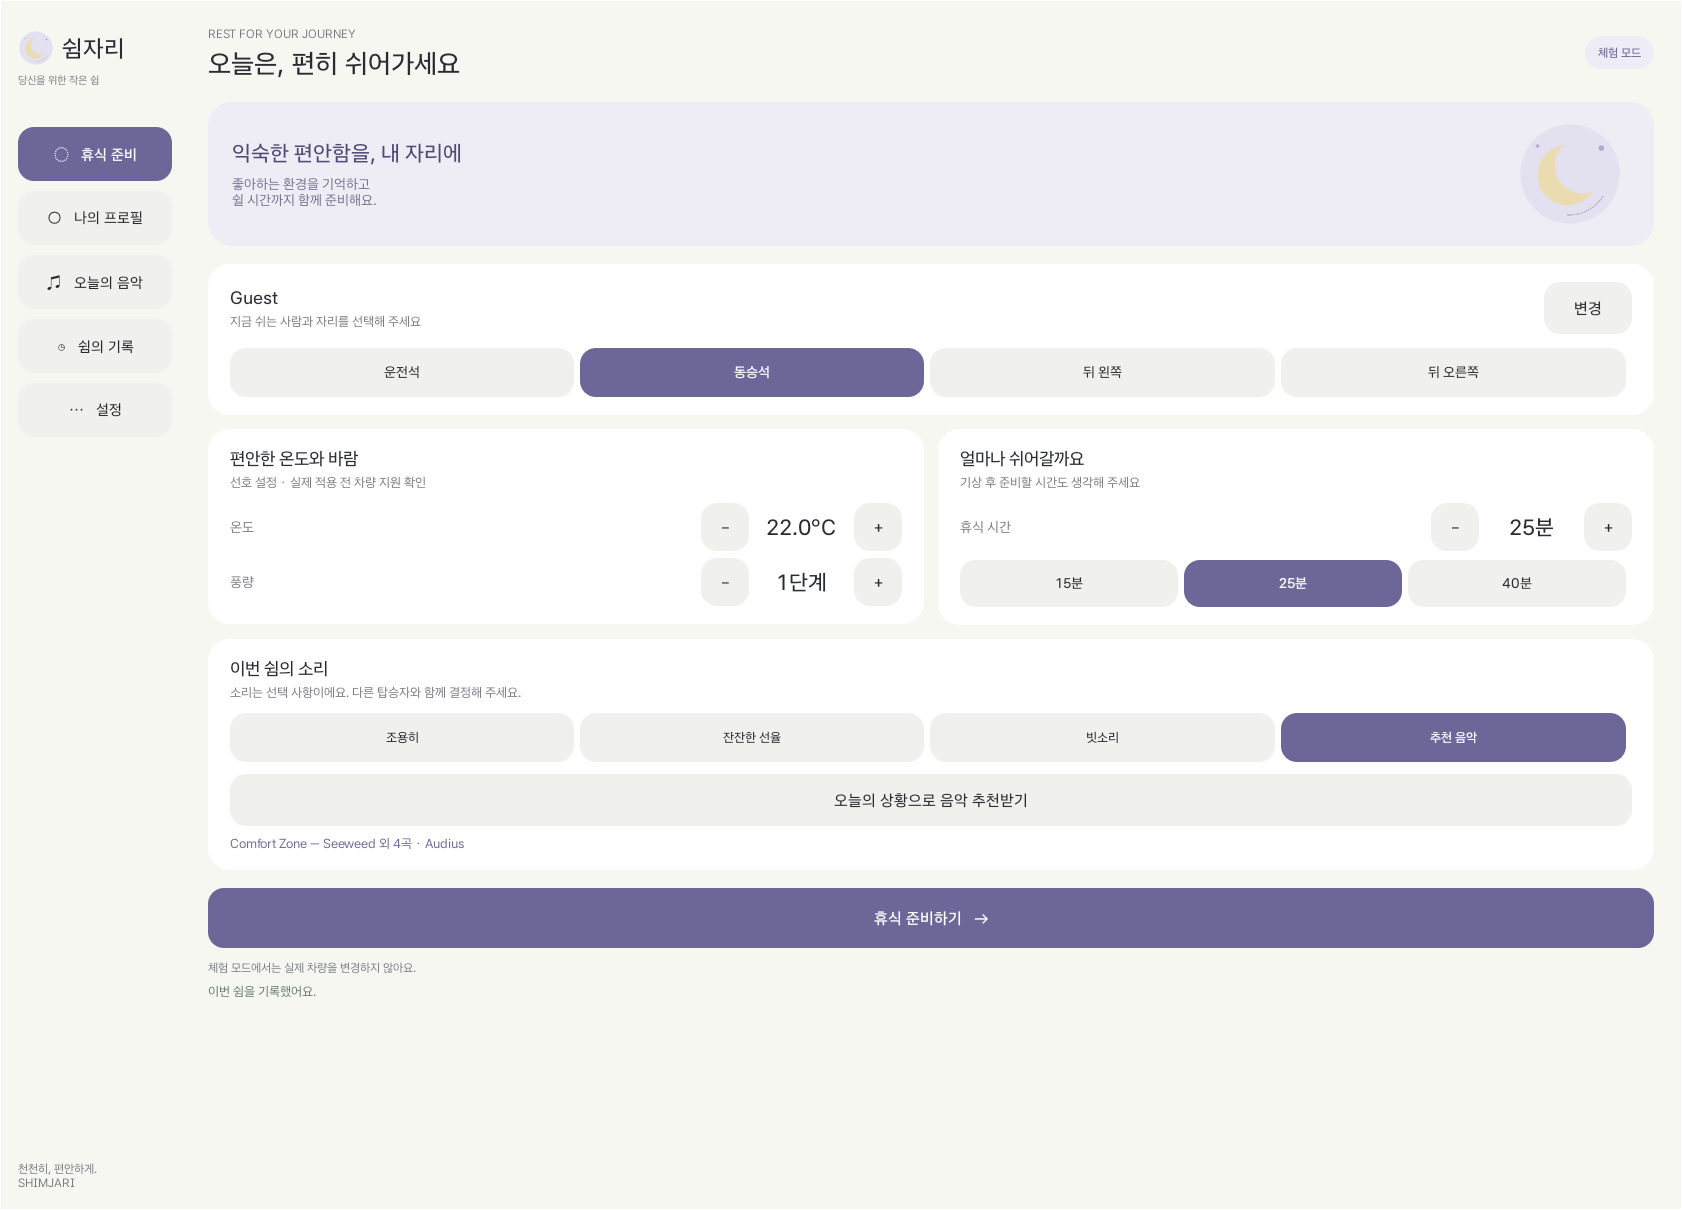 쉼자리
당신을 위한 작은 쉼
휴식 준비
나의 프로필
오늘의 음악
쉼의 기록
설정
천천히, 편안하게.
SHIMJARI
REST FOR YOUR JOURNEY
오늘은, 편히 쉬어가세요
체험 모드
익숙한 편안함을, 내 자리에
좋아하는 환경을 기억하고
쉴 시간까지 함께 준비해요.
Guest
지금 쉬는 사람과 자리를 선택해 주세요
변경
운전석
동승석
뒤 왼쪽
뒤 오른쪽
편안한 온도와 바람
선호 설정 · 실제 적용 전 차량 지원 확인
온도
− 22.0°C +
풍량
− 1단계 +
얼마나 쉬어갈까요
기상 후 준비할 시간도 생각해 주세요
휴식 시간
− 25분 +
15분
25분
40분
이번 쉼의 소리
소리는 선택 사항이에요. 다른 탑승자와 함께 결정해 주세요.
조용히
잔잔한 선율
빗소리
추천 음악
오늘의 상황으로 음악 추천받기
Comfort Zone — Seeweed 외 4곡 · Audius
휴식 준비하기 →
체험 모드에서는 실제 차량을 변경하지 않아요.
이번 쉼을 기록했어요.